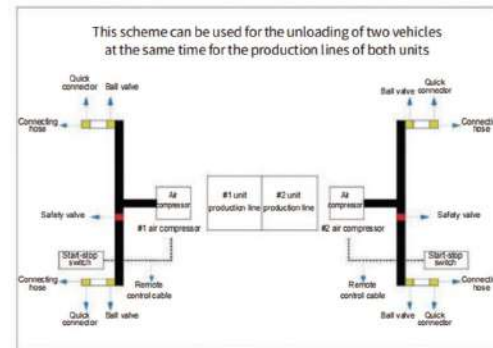 This scheme can be used for the unloading of two vehicles
at the same time for the production lines of both units
Quick
connector
Ball valve
Connecting
hose
Air
compressor
Safety valve
#1 air compressor
Start-stop
switch
Connecting
hose
Remote
control cable
Quick
connector
Ball valve
#1 unit
production line
#2 unit
production line
Ball valve
Quick
connector
Connecti
hose
Air
compressor
Safety valve
#2 air compressor
Start-stop
switch
Remote
control cable
Connecti
hose
Ball valve
Quick
connector